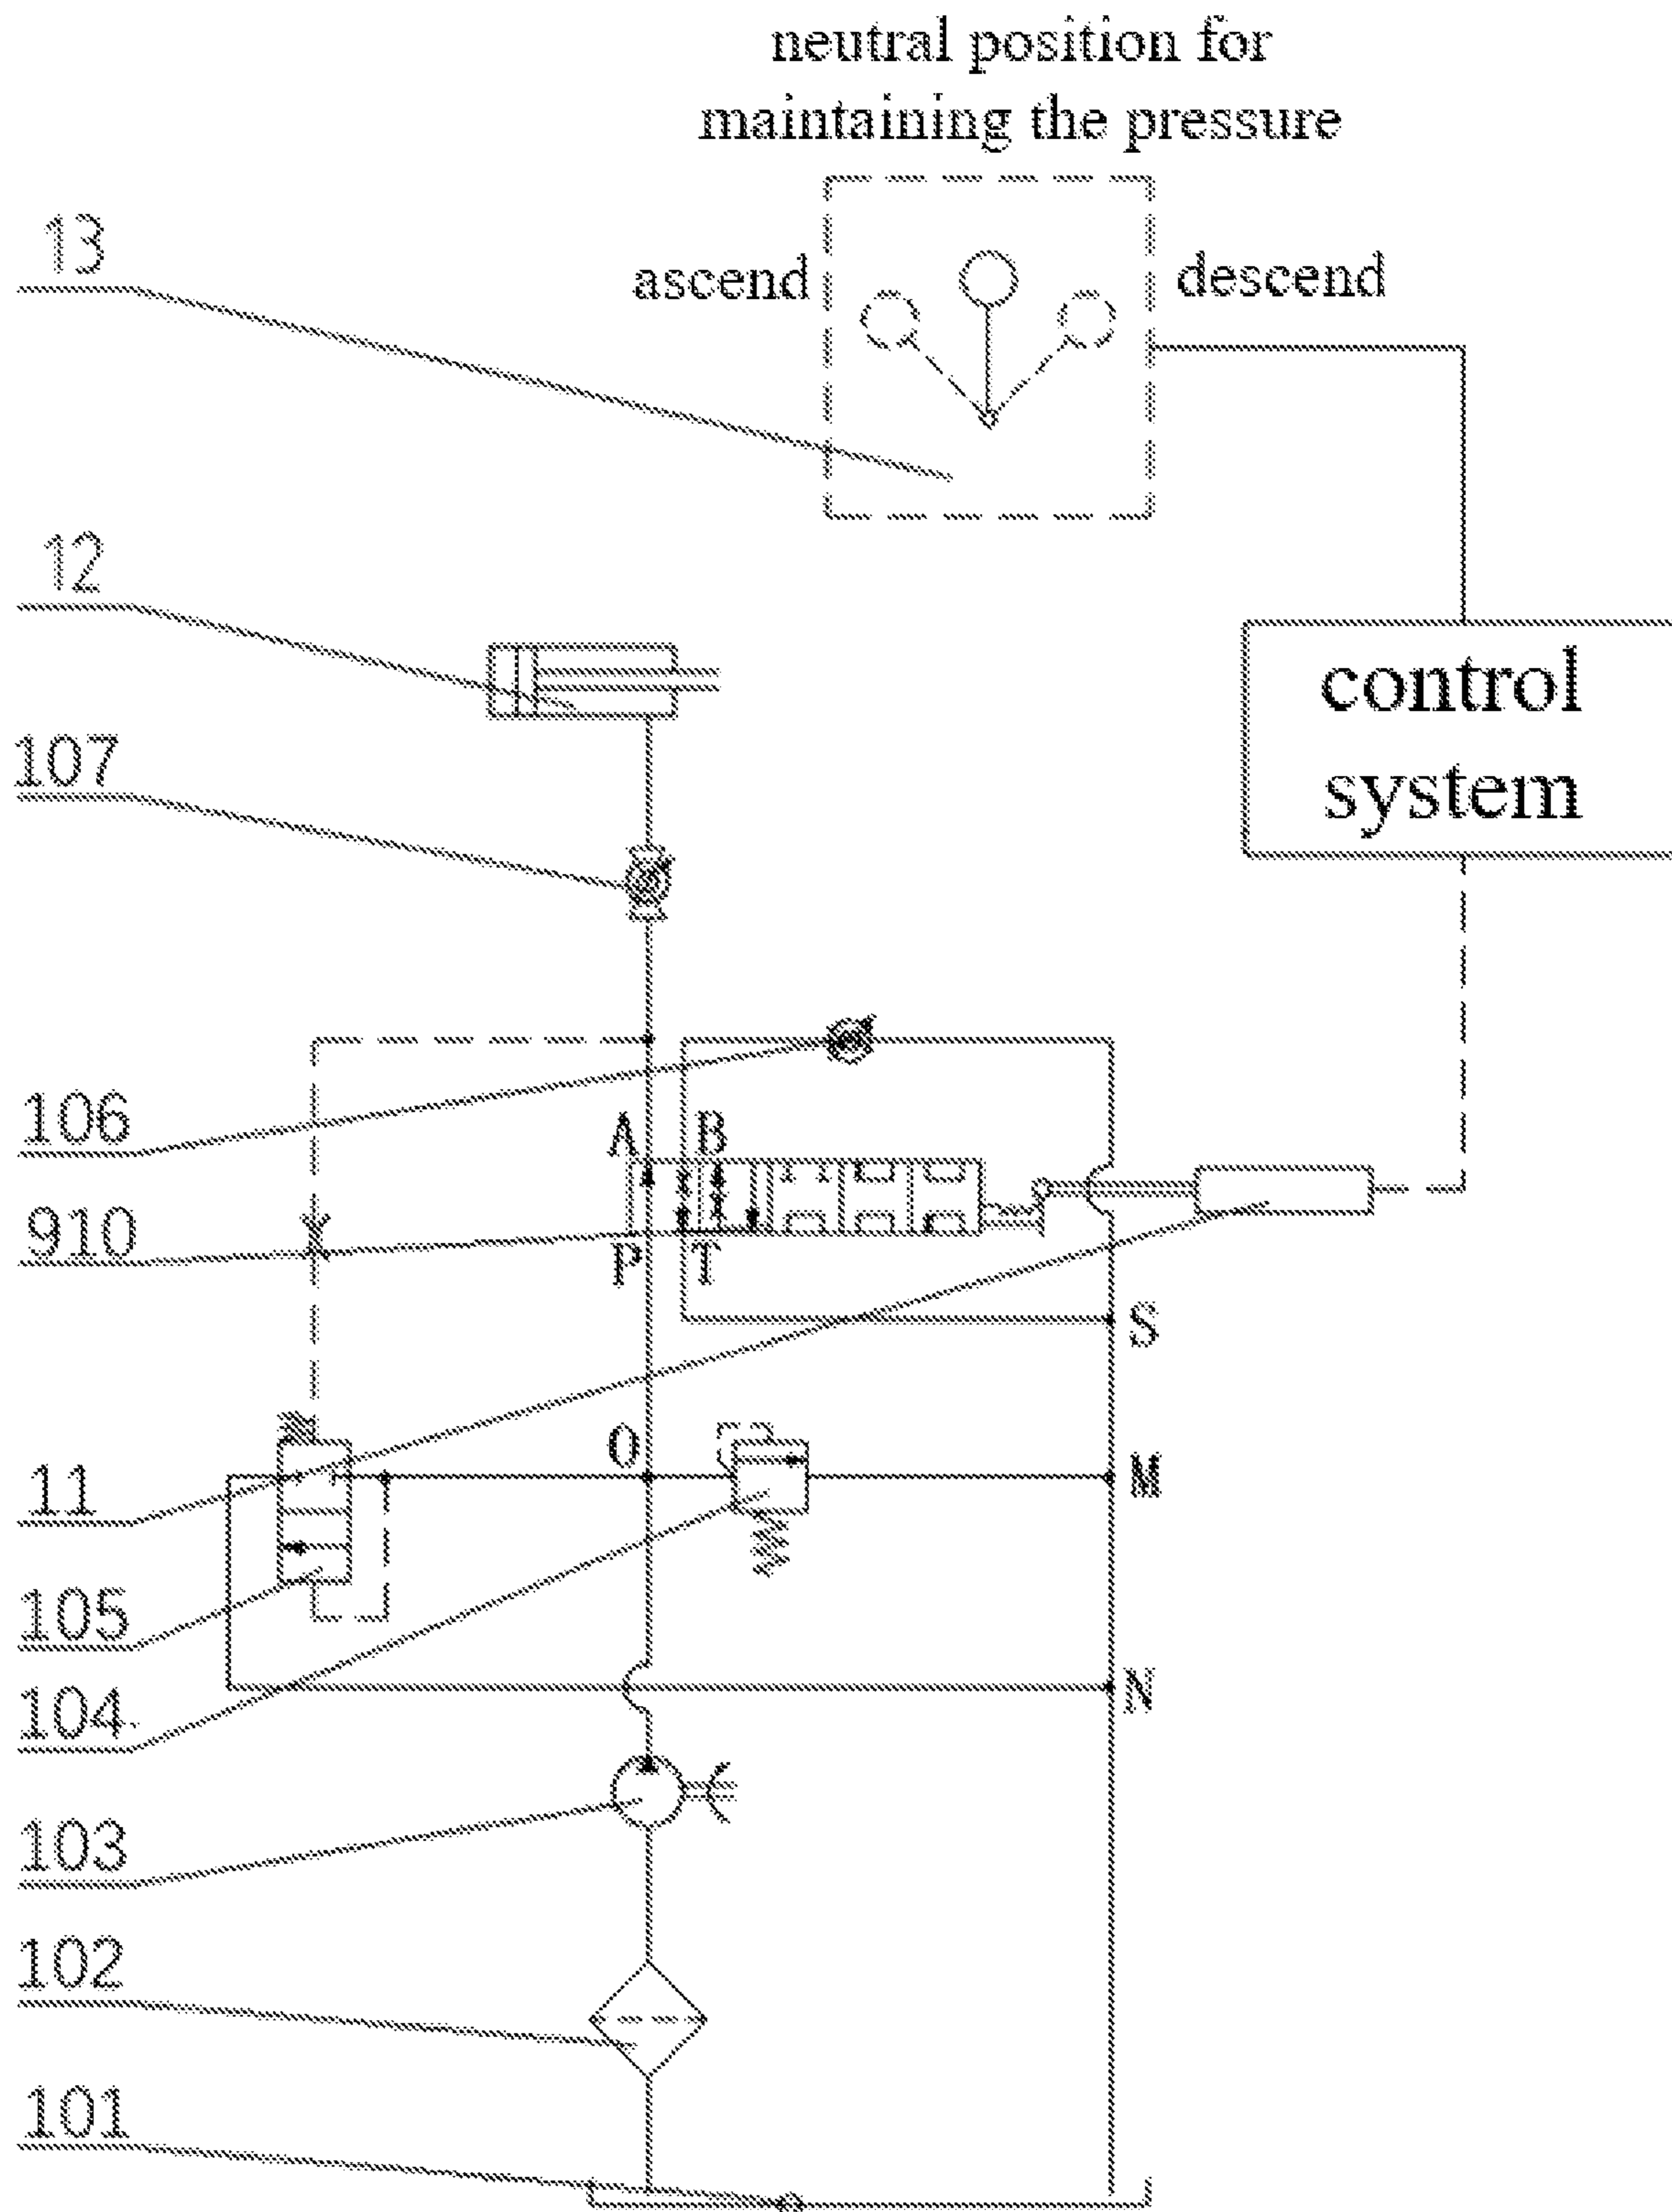 neutral position for
maintaining the pressure
13
ascend
descend
12
control
system
107
106
A
B
910
P
T
S
11
O
M
105
104
N
103
102
101